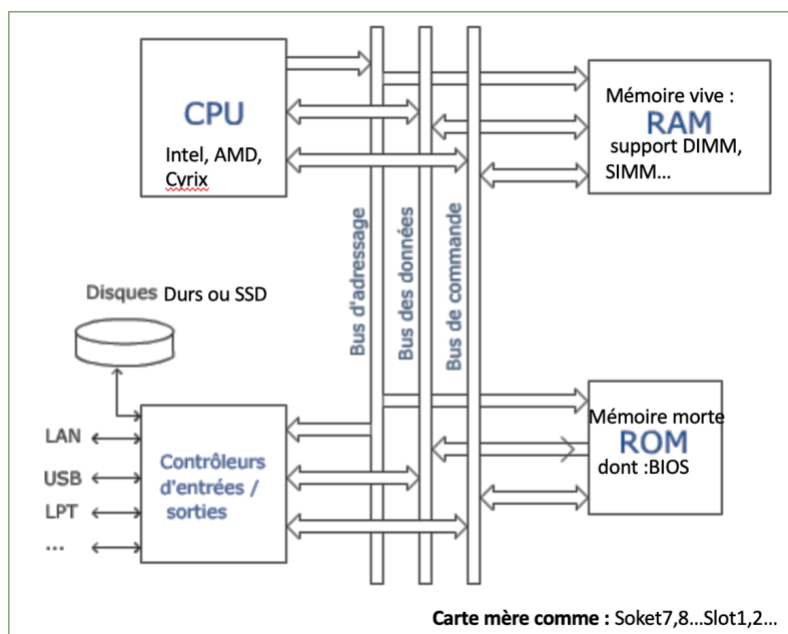 CPU
Intel, AMD,
Cyrix
Mémoire vive :
RAM
support DIMM,
SIMM...
Bus d'adressage
Bus des données
Bus de commande
Disques Durs ou SSD
LAN
USB
LPT
...
Contrôleurs
d'entrées /
sorties
Mémoire morte
ROM
dont :BIOS
Carte mère comme : Soket7,8...Slot1,2...